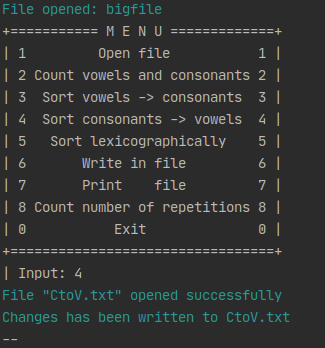 File opened: bigfile
+=========== M E N U =============+
| 1         Open file           1 |
| 2 Count vowels and consonants 2 |
| 3  Sort vowels -> consonants  3 |
| 4  Sort consonants -> vowels  4 |
| 5   Sort lexicographically    5 |
| 6       Write in file         6 |
| 7       Print    file         7 |
| 8 Count number of repetitions 8 |
| 0           Exit              0 |
+=================================+
| Input: 4
File "CtoV.txt" opened successfully
Changes has been written to CtoV.txt
--